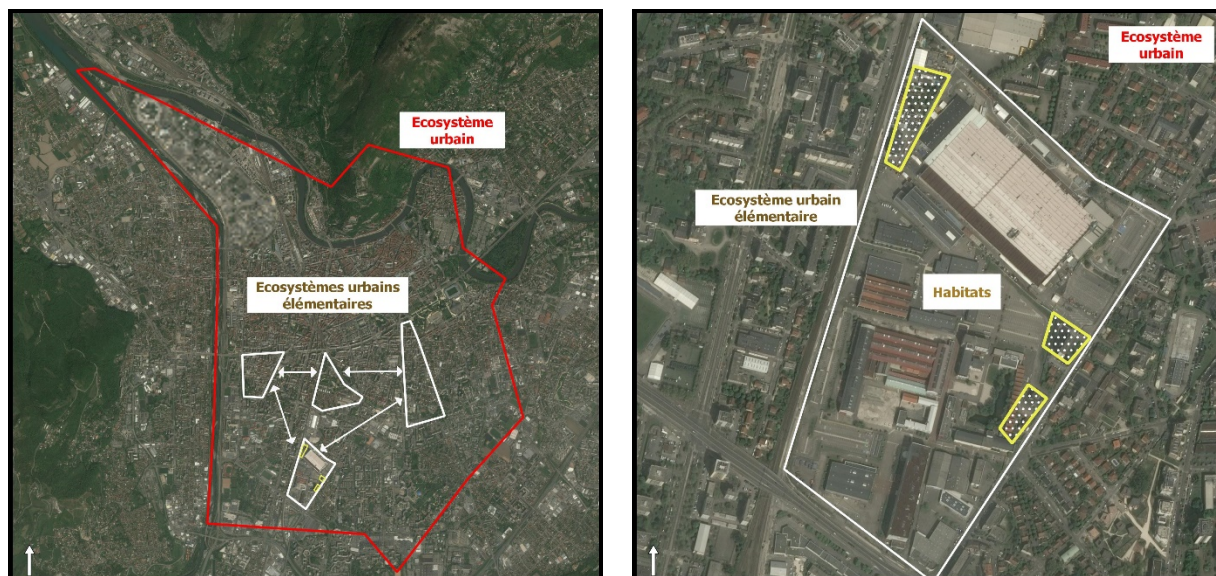 Ecosystème
urbain
Ecosystèmes urbains
élémentaires
Ecosystème
urbain
Ecosystème urbain
élémentaire
Habitats